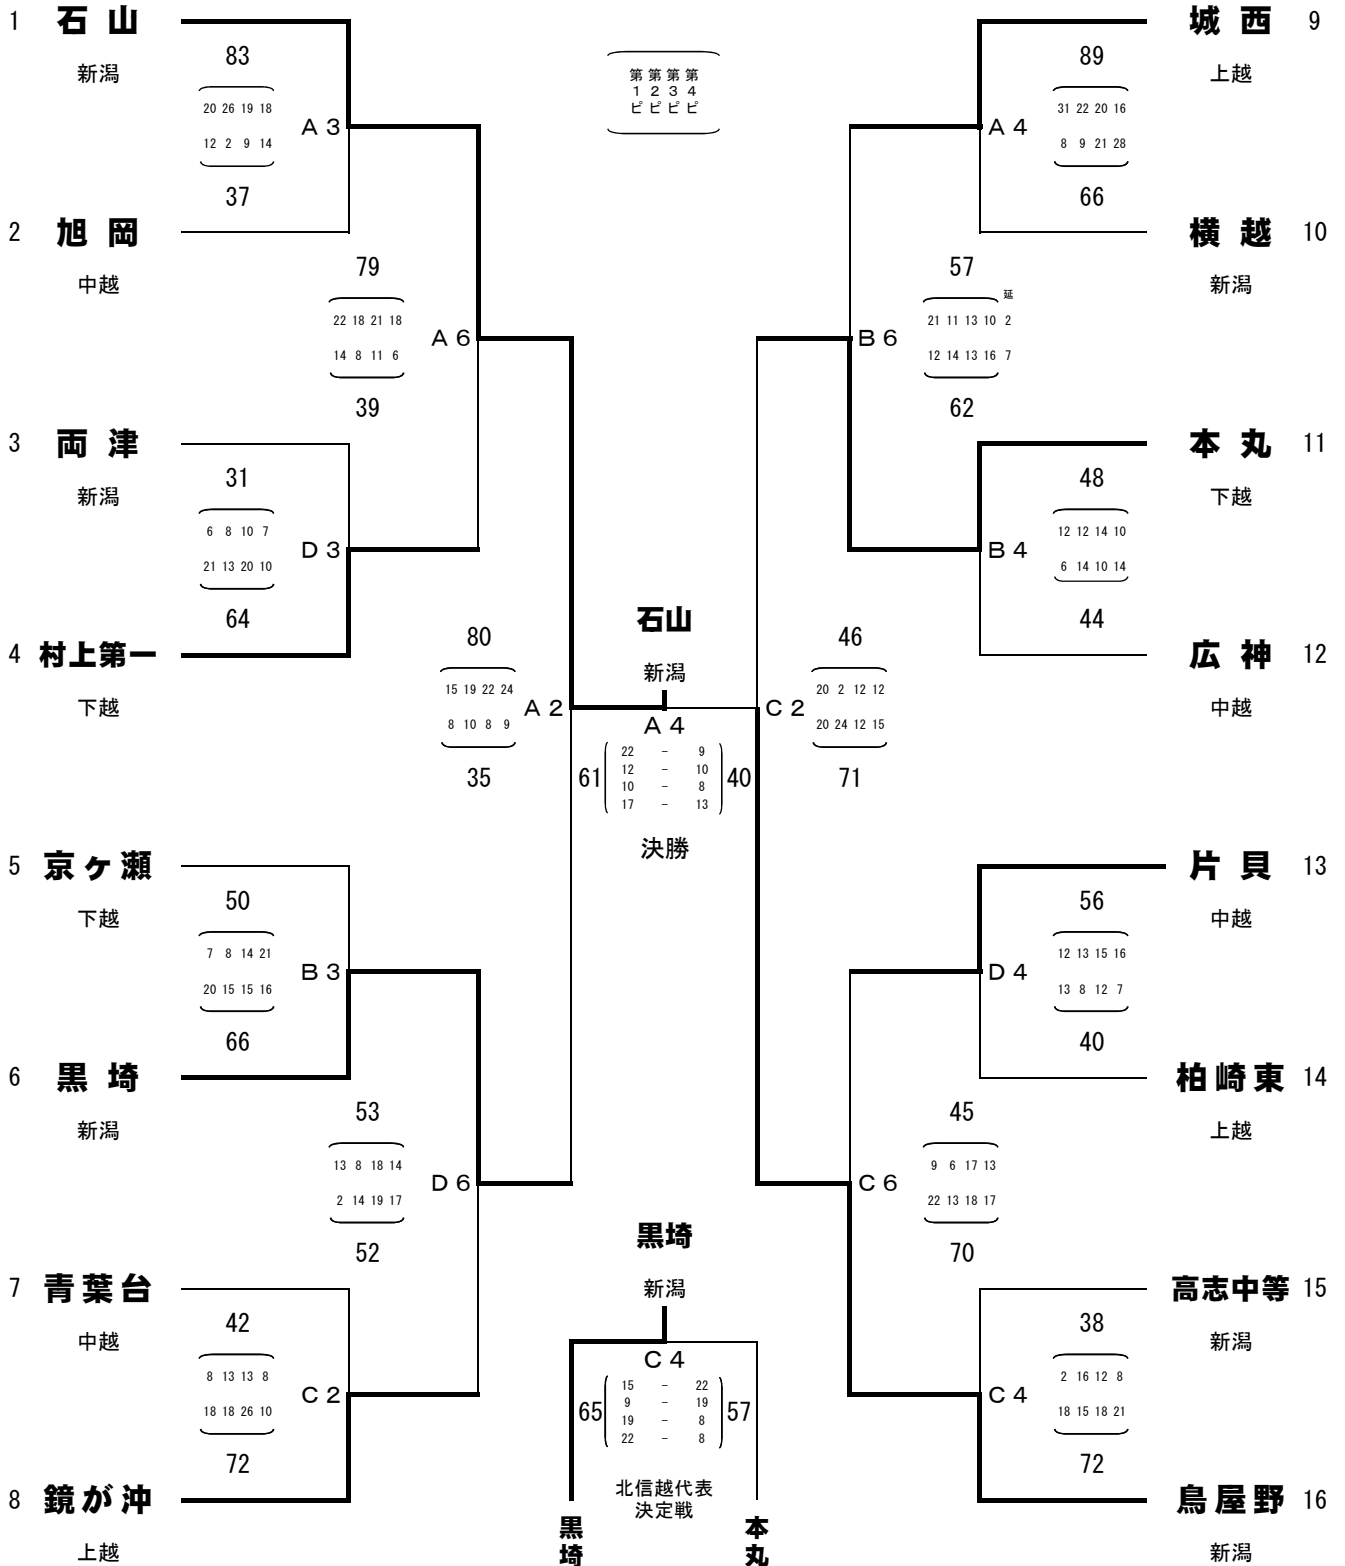 1 石山
新潟
83
20 26 19 18
A3
12 2 9 14
37
2 旭岡
中越
79
22 18 21 18
A6
14 8 11 6
39
3 両津
新潟
31
6 8 10 7
D3
21 13 20 10
64
4 村上第一
下越
80
15 19 22 24
A2
8 10 8 9
35
5 京ヶ瀬
下越
50
7 8 14 21
B3
20 15 15 16
66
6 黒埼
新潟
53
13 8 18 14
D6
2 14 19 17
52
7 青葉台
中越
42
8 13 13 8
C2
18 18 26 10
72
8 鏡が沖
上越
第1ピ
第2ピ
第3ピ
第4ピ
石山
新潟
A4
22 - 9
12 - 10
61 40
10 - 8
17 - 13
決勝
黒埼
新潟
C4
15 - 22
9 - 19
65 57
19 - 8
22 - 8
北信越代表
決定戦
黒埼
本丸
城西 9
上越
89
31 22 20 16
A4
8 9 21 28
66
横越 10
新潟
57
延
21 11 13 10 2
B6
12 14 13 16 7
62
本丸 11
下越
48
12 12 14 10
B4
6 14 10 14
44
広神 12
中越
46
20 2 12 12
C2
20 24 12 15
71
片貝 13
中越
56
12 13 15 16
D4
13 8 12 7
40
柏崎東 14
上越
45
9 6 17 13
C6
22 13 18 17
70
高志中等 15
新潟
38
2 16 12 8
C4
18 15 18 21
72
鳥屋野 16
新潟